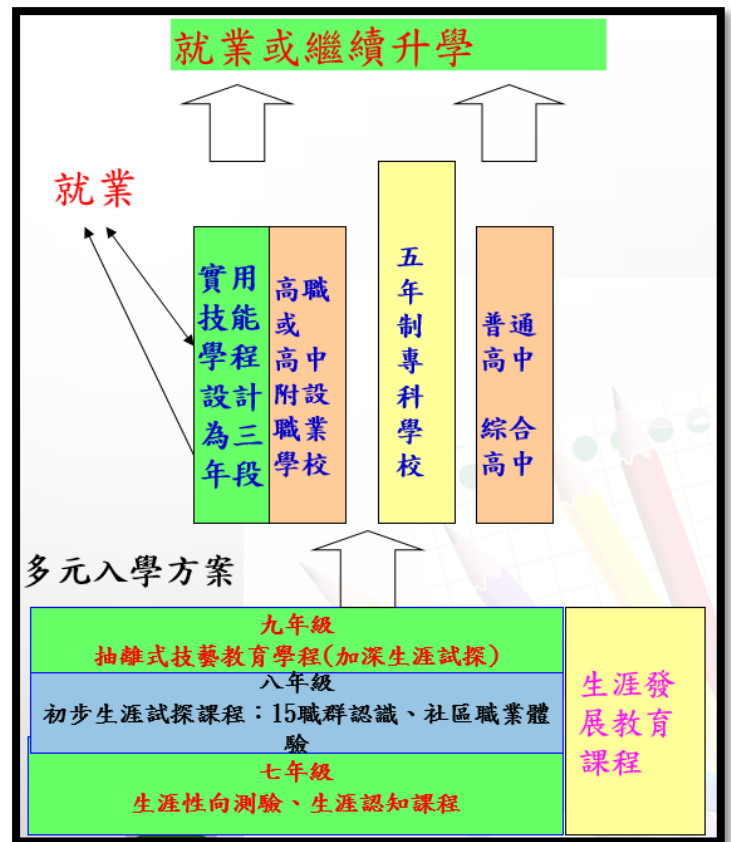 就業或繼續升學
就業
實用
技能
學程
設計
為三
年段
高職
或
高中
附設
職業
學校
五
年
制
專
科
學
校
普通
高中
綜合
高中
多元入學方案
九年級
抽離式技藝教育學程(加深生涯試探)
八年級
初步生涯試探課程：15職群認識、社區職業體
驗
七年級
生涯性向測驗、生涯認知課程
生涯發
展教育
課程